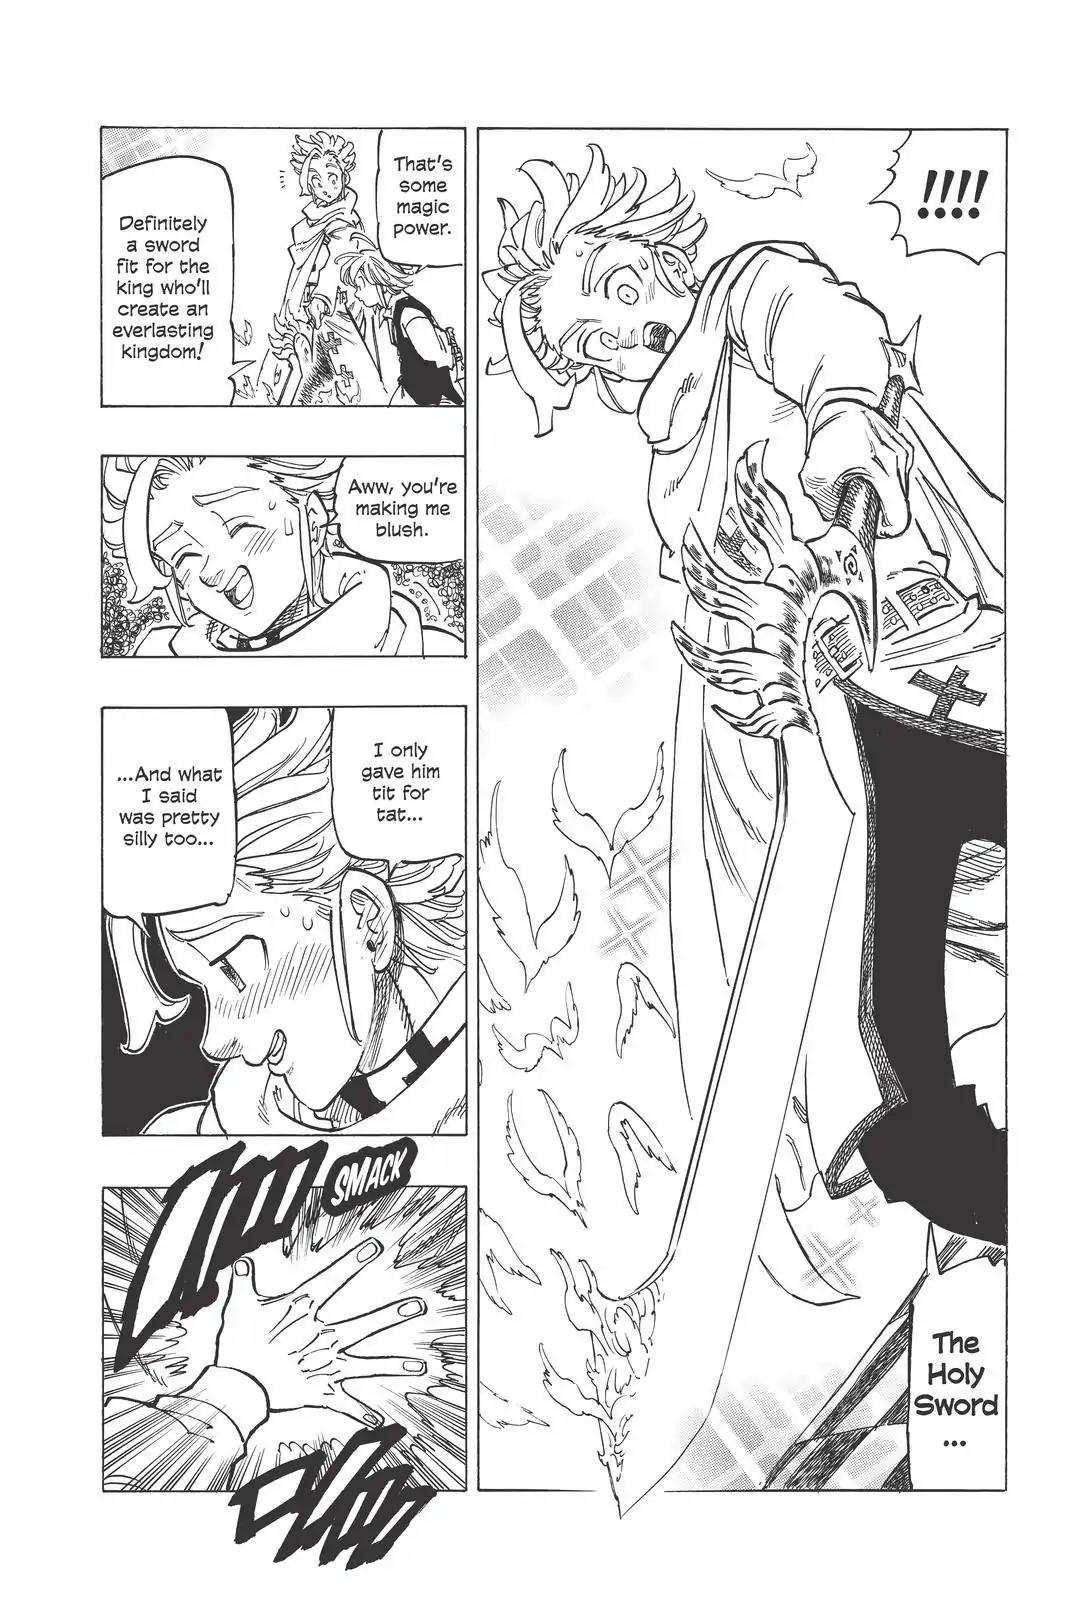 !!!!
The
Holy
Sword
...
That's
some
magic
power.
Definitely
a sword
fit for the
king who'll
create an
everlasting
kingdom!
Aww, you're
making me
blush.
I only
gave him
tit for
tat...
...And what
I said
was pretty
silly too...
SMACK